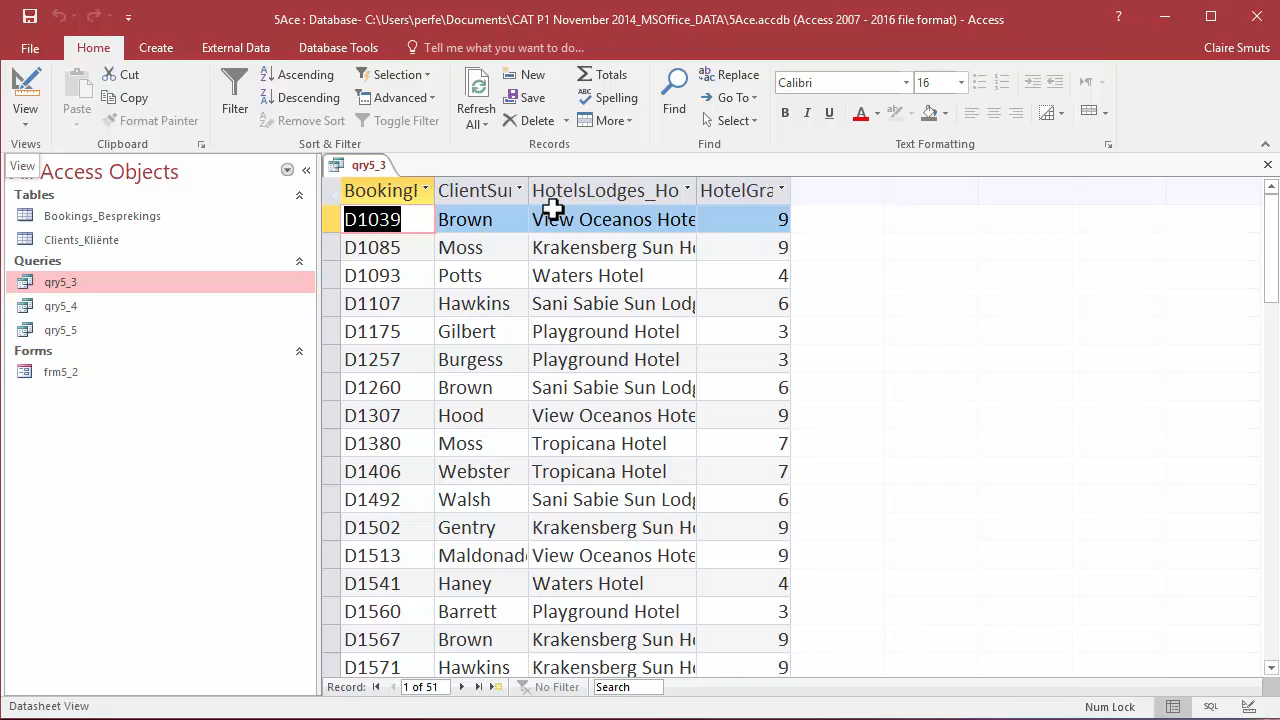 5Ace : Database- C:\Users\perfe\Documents\CAT P1 November 2014_MSOffice_DATA\5Ace.accdb (Access 2007 - 2016 file format) - Access
?
File Home Create External Data Database Tools Tell me what you want to do... Claire Smuts
View
Views
Paste
Cut
Copy
Format Painter
Clipboard
Filter
Ascending
Descending
Remove Sort
Selection
Advanced
Toggle Filter
Sort & Filter
Refresh
All
New
Save
Delete
Totals
Spelling
More
Records
Find
Replace
Go To
Select
Find
Calibri 16
B I U A
Text Formatting
View
Access Objects
Tables
Bookings_Besprekings
Clients_Kliënte
Queries
qry5_3
qry5_4
qry5_5
Forms
frm5_2
qry5_3
BookingI ClientSur HotelsLodges_Ho HotelGra
D1039 Brown View Oceanos Hote 9
D1085 Moss Krakensberg Sun Ho 9
D1093 Potts Waters Hotel 4
D1107 Hawkins Sani Sabie Sun Lodg 6
D1175 Gilbert Playground Hotel 3
D1257 Burgess Playground Hotel 3
D1260 Brown Sani Sabie Sun Lodg 6
D1307 Hood View Oceanos Hote 9
D1380 Moss Tropicana Hotel 7
D1406 Webster Tropicana Hotel 7
D1492 Walsh Sani Sabie Sun Lodg 6
D1502 Gentry Krakensberg Sun Ho 9
D1513 Maldonado View Oceanos Hote 9
D1541 Haney Waters Hotel 4
D1560 Barrett Playground Hotel 3
D1567 Brown Krakensberg Sun Ho 9
D1571 Hawkins Krakensberg Sun Ho 9
Record: 1 of 51 No Filter Search
Datasheet View Num Lock SQL